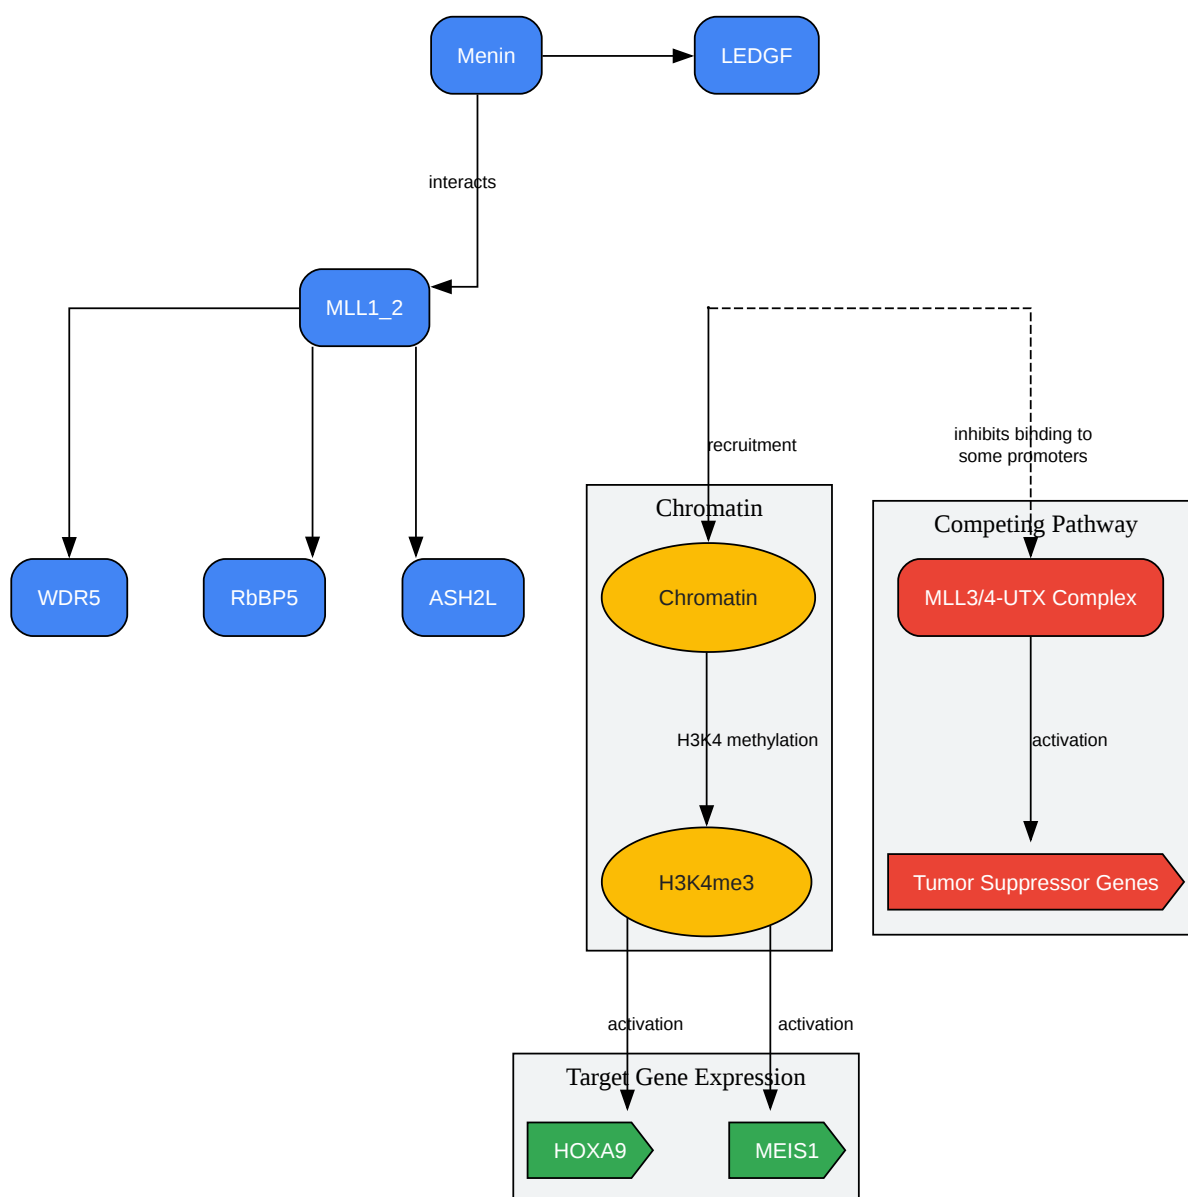 Menin
LEDGF
interacts
MLL1_2
recruitment
inhibits binding to
some promoters
Chromatin
Competing Pathway
WDR5
RbBP5
ASH2L
Chromatin
MLL3/4-UTX Complex
H3K4 methylation
activation
H3K4me3
Tumor Suppressor Genes
activation
activation
Target Gene Expression
HOXA9
MEIS1